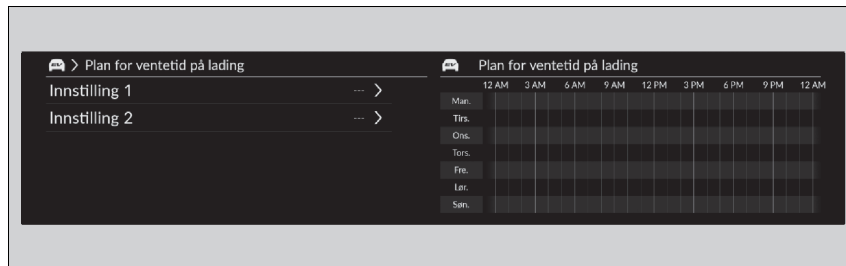 EV > Plan for ventetid på lading
Innstilling 1 --- >
Innstilling 2 --- >
EV Plan for ventetid på lading
12 AM 3 AM 6 AM 9 AM 12 PM 3 PM 6 PM 9 PM 12 AM
Man.
Tirs.
Ons.
Tors.
Fre.
Lør.
Søn.